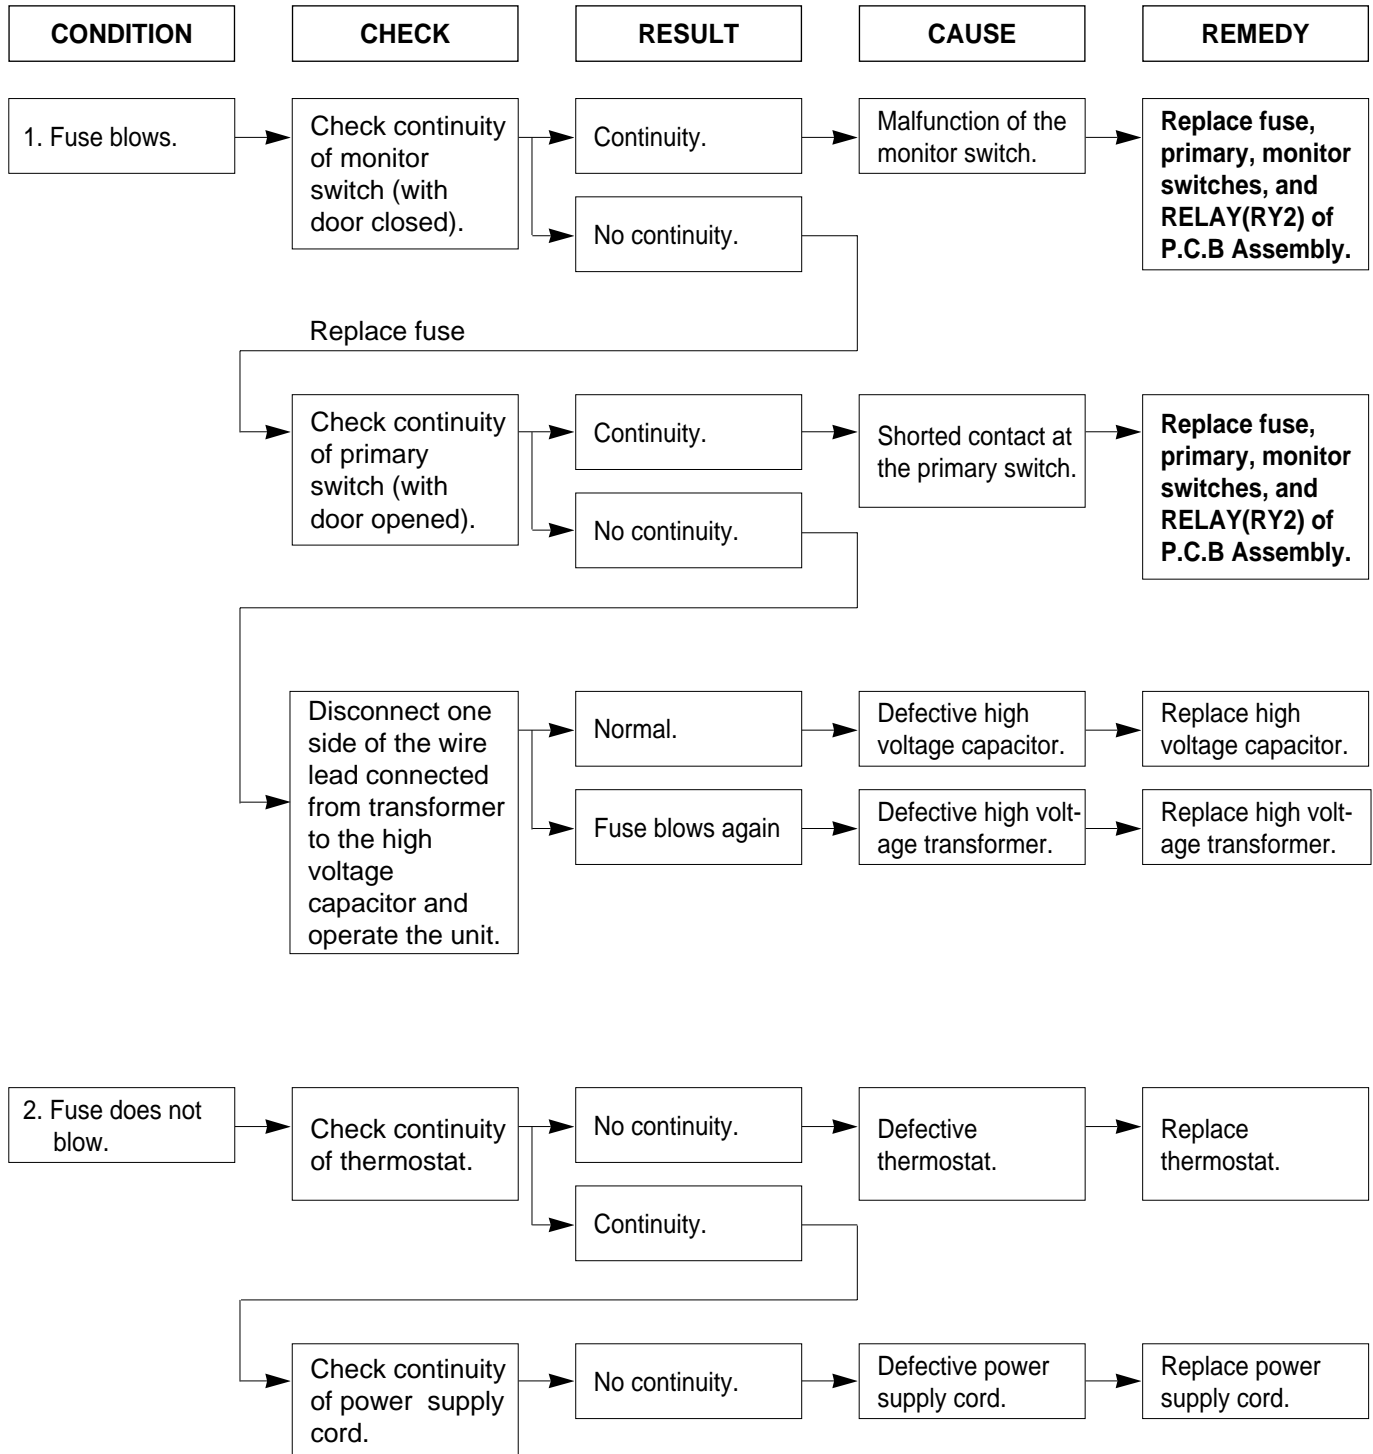 CONDITION
CHECK
RESULT
CAUSE
REMEDY
1. Fuse blows.
Check continuity
of monitor
switch (with
door closed).
Continuity.
Malfunction of the
monitor switch.
Replace fuse,
primary, monitor
switches, and
RELAY(RY2) of
P.C.B Assembly.
No continuity.
Replace fuse
Check continuity
of primary
switch (with
door opened).
Continuity.
Shorted contact at
the primary switch.
Replace fuse,
primary, monitor
switches, and
RELAY(RY2) of
P.C.B Assembly.
No continuity.
Disconnect one
side of the wire
lead connected
from transformer
to the high
voltage
capacitor and
operate the unit.
Normal.
Defective high
voltage capacitor.
Replace high
voltage capacitor.
Fuse blows again
Defective high volt-
age transformer.
Replace high volt-
age transformer.
2. Fuse does not
blow.
Check continuity
of thermostat.
No continuity.
Defective
thermostat.
Replace
thermostat.
Continuity.
Check continuity
of power supply
cord.
No continuity.
Defective power
supply cord.
Replace power
supply cord.